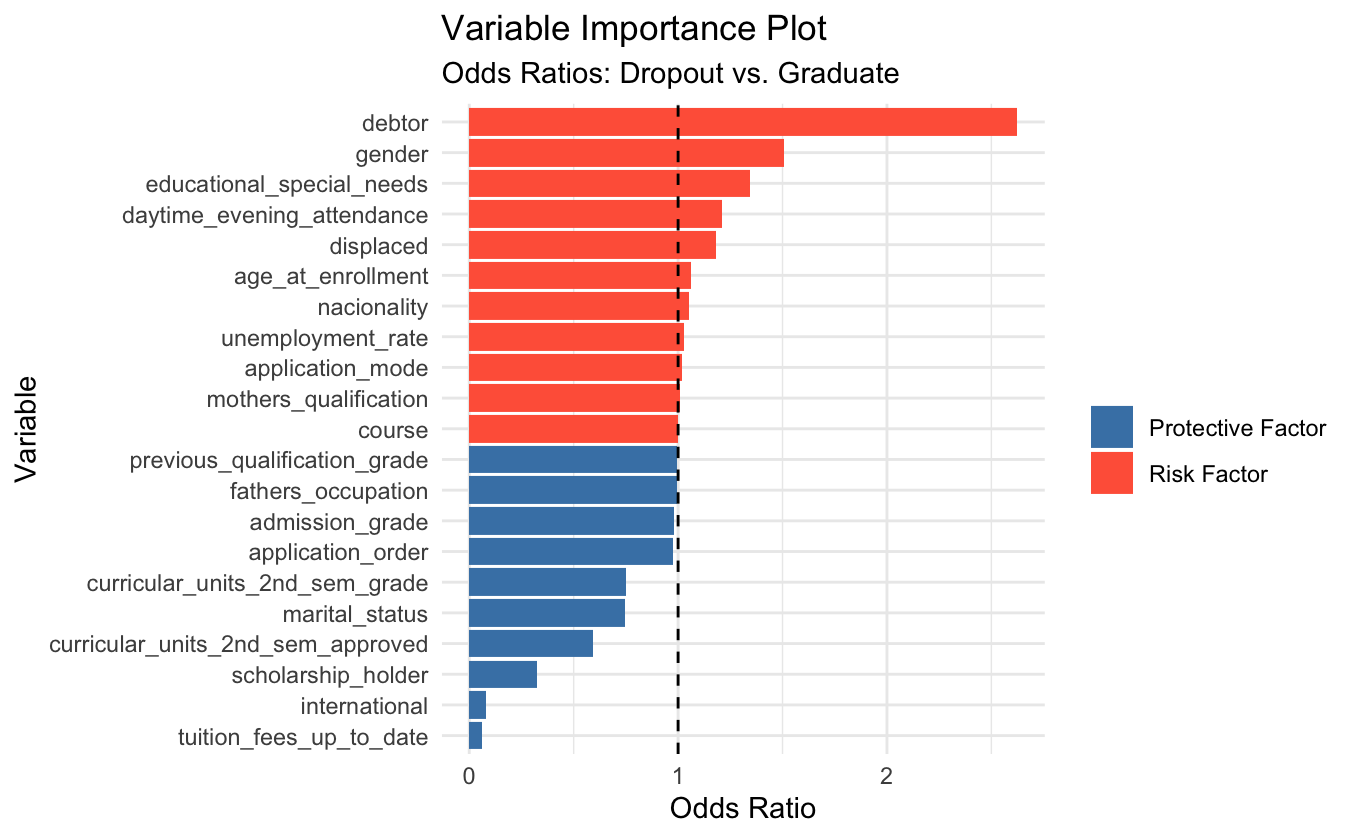 Variable Importance Plot
Odds Ratios: Dropout vs. Graduate
Variable
debtor
gender
educational_special_needs
daytime_evening_attendance
displaced
age_at_enrollment
nacionality
unemployment_rate
application_mode
mothers_qualification
course
previous_qualification_grade
fathers_occupation
admission_grade
application_order
curricular_units_2nd_sem_grade
marital_status
curricular_units_2nd_sem_approved
scholarship_holder
international
tuition_fees_up_to_date
0 1 2
Odds Ratio
Protective Factor
Risk Factor